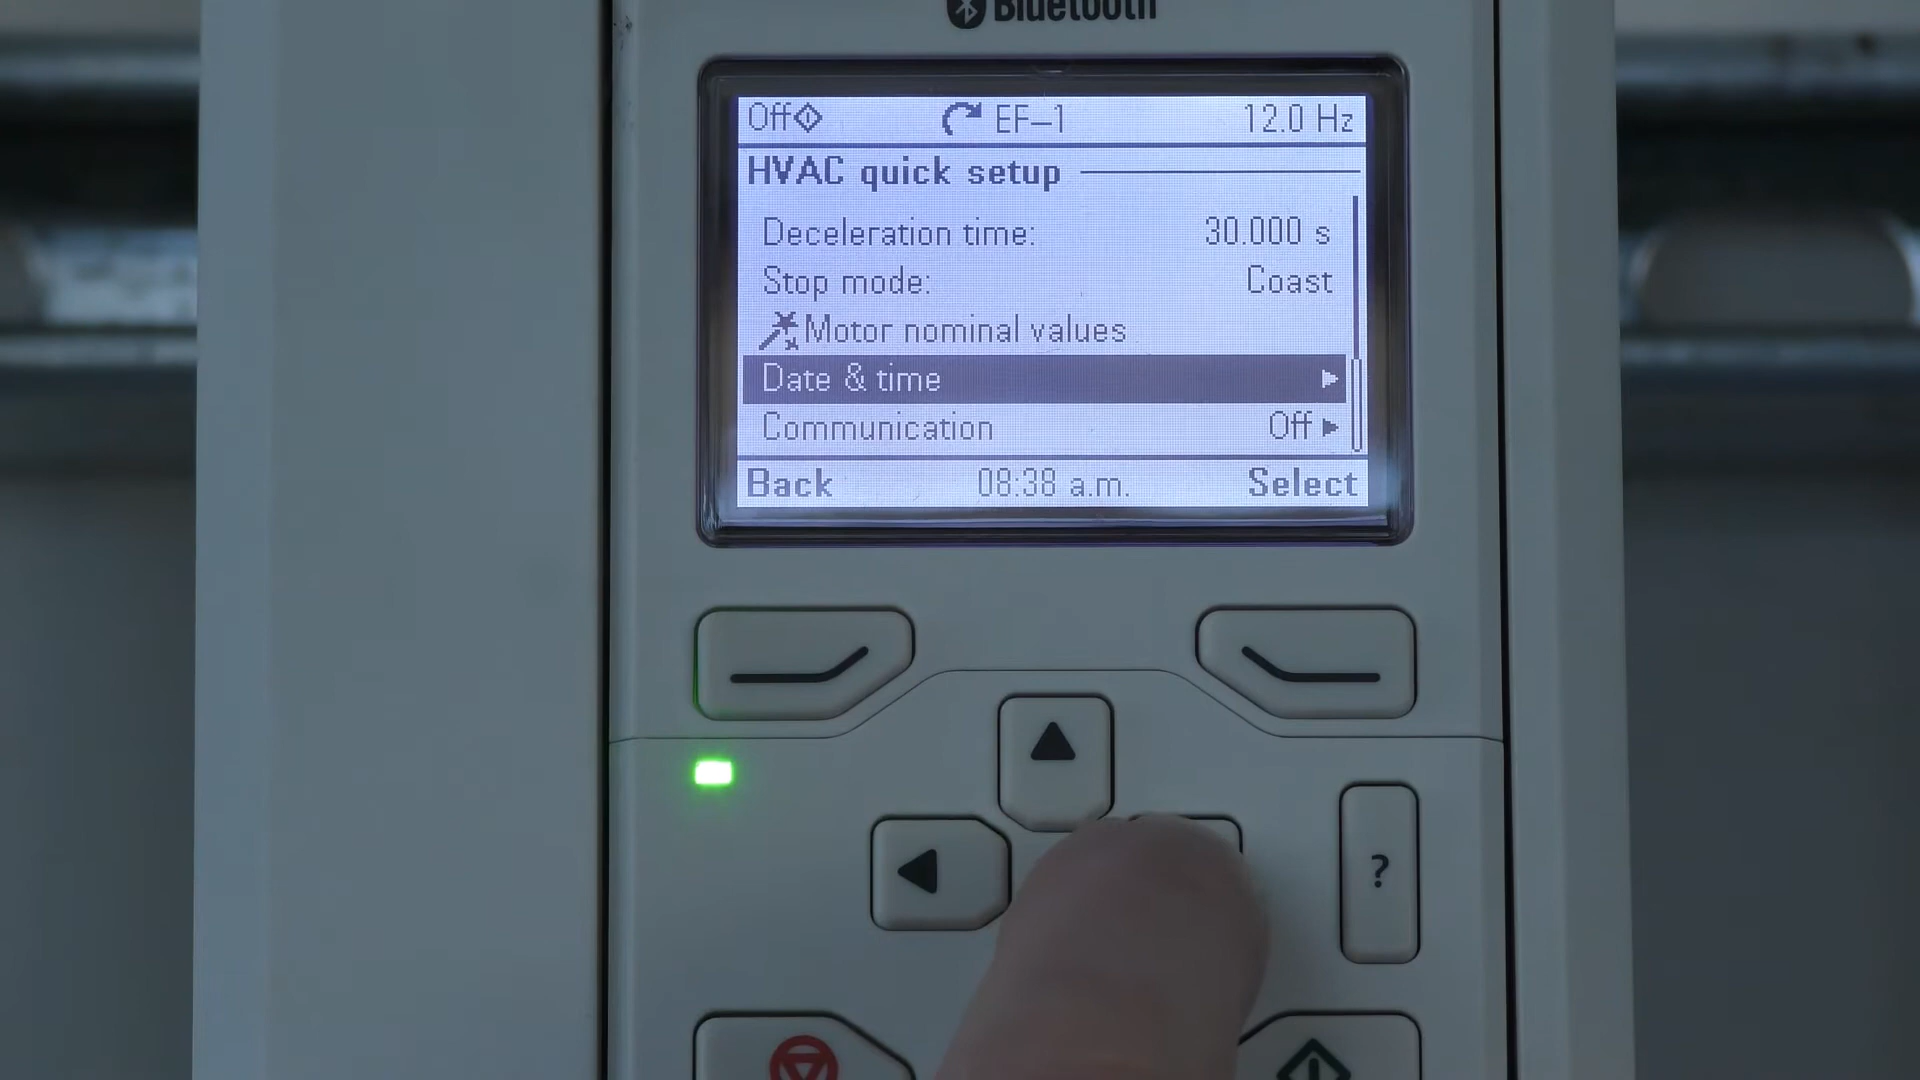 Bluetooth
Off EF–1 12.0 Hz
HVAC quick setup
Deceleration time: 30.000 s
Stop mode: Coast
Motor nominal values
Date & time
Communication Off
Back 08:38 a.m. Select
?